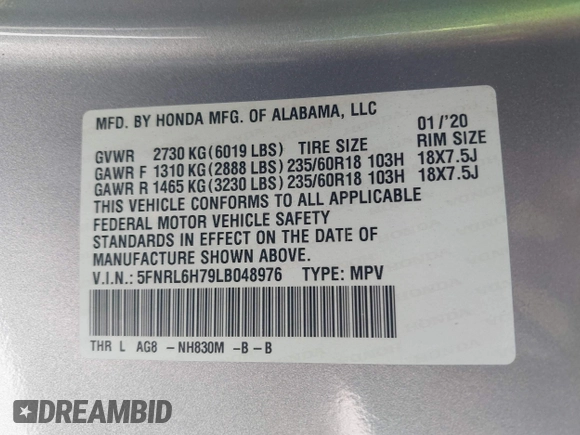 MFD. BY HONDA MFG. OF ALABAMA, LLC 01/'20
GVWR 2730 KG(6019 LBS) TIRE SIZE RIM SIZE
GAWR F 1310 KG(2888 LBS)235/60R18 103H 18X7.5J
GAWR R 1465 KG(3230 LBS)235/60R18 103H 18X7.5J
THIS VEHICLE CONFORMS TO ALL APPLICABLE
FEDERAL MOTOR VEHICLE SAFETY
STANDARDS IN EFFECT ON THE DATE OF
MANUFACTURE SHOWN ABOVE.
V.I.N.: 5FNRL6H79LB048976 TYPE: MPV
THR L AG8 -NH830M -B-B
DREAMBID